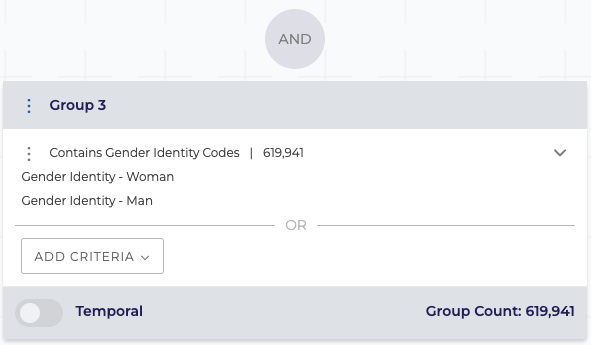 AND
Group 3
Contains Gender Identity Codes | 619,941
Gender Identity - Woman
Gender Identity - Man
OR
ADD CRITERIA
Temporal Group Count: 619,941